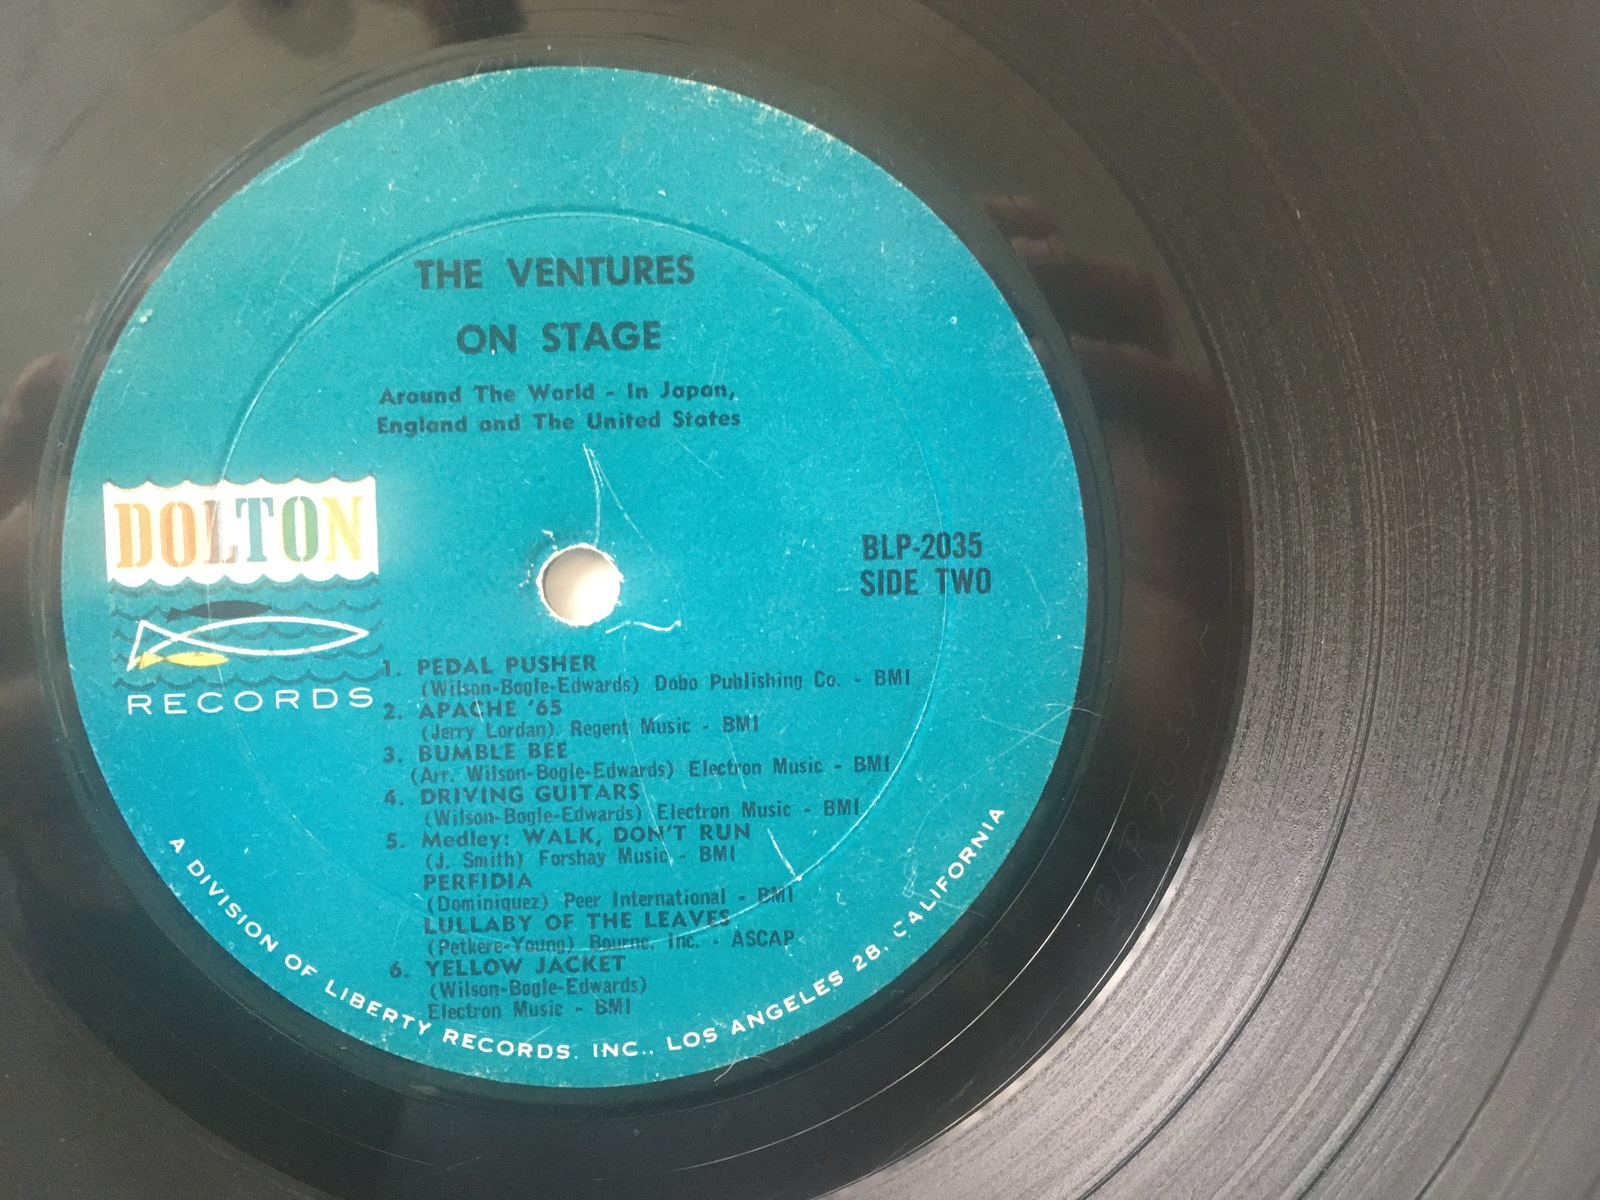 THE VENTURES
ON STAGE
Around The World - In Japan,
England and The United States
DOLTON
RECORDS
BLP-2035
SIDE TWO
1. PEDAL PUSHER
(Wilson-Bogle-Edwards) Dobo Publishing Co. - BMI
2. APACHE '65
(Jerry Lordan) Regent Music - BMI
3. BUMBLE BEE
(Arr. Wilson-Bogle-Edwards) Electron Music - BMI
4. DRIVING GUITARS
(Wilson-Bogle-Edwards) Electron Music - BMI
5. Medley: WALK, DON'T RUN
(J. Smith) Forshay Music - BMI
PERFIDIA
(Dominiquez) Peer International - BMI
LULLABY OF THE LEAVES
(Petkere-Young) Bourne, Inc. - ASCAP
6. YELLOW JACKET
(Wilson-Bogle-Edwards)
Electron Music - BMI
A DIVISION OF LIBERTY RECORDS, INC., LOS ANGELES 28, CALIFORNIA